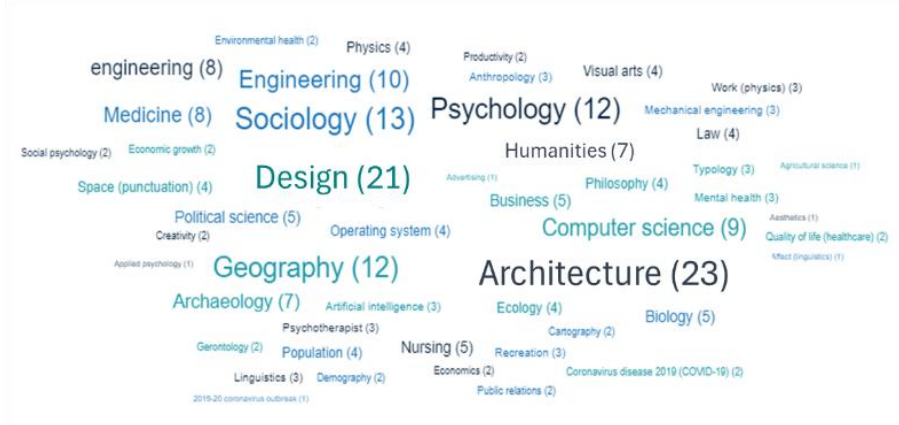 Environmental health (2)
Physics (4)
Productivity (2)
engineering (8)
Engineering (10)
Anthropology (3)
Visual arts (4)
Work (physics) (3)
Medicine (8)
Sociology (13)
Psychology (12)
Mechanical engineering (3)
Law (4)
Social psychology (2)
Economic growth (2)
Humanities (7)
Typology (3)
Agricultural science (1)
Space (punctuation) (4)
Design (21)
Advertising (1)
Philosophy (4)
Business (5)
Mental health (3)
Political science (5)
Aesthetics (1)
Creativity (2)
Operating system (4)
Computer science (9)
Quality of life (healthcare) (2)
Applied psychology (1)
Geography (12)
Architecture (23)
Affect (linguistics) (1)
Archaeology (7)
Artificial intelligence (3)
Ecology (4)
Biology (5)
Psychotherapist (3)
Cartography (2)
Gerontology (2)
Population (4)
Nursing (5)
Recreation (3)
Linguistics (3)
Demography (2)
Economics (2)
Coronavirus disease 2019 (COVID-19) (2)
Public relations (2)
2019-20 coronavirus outbreak (1)